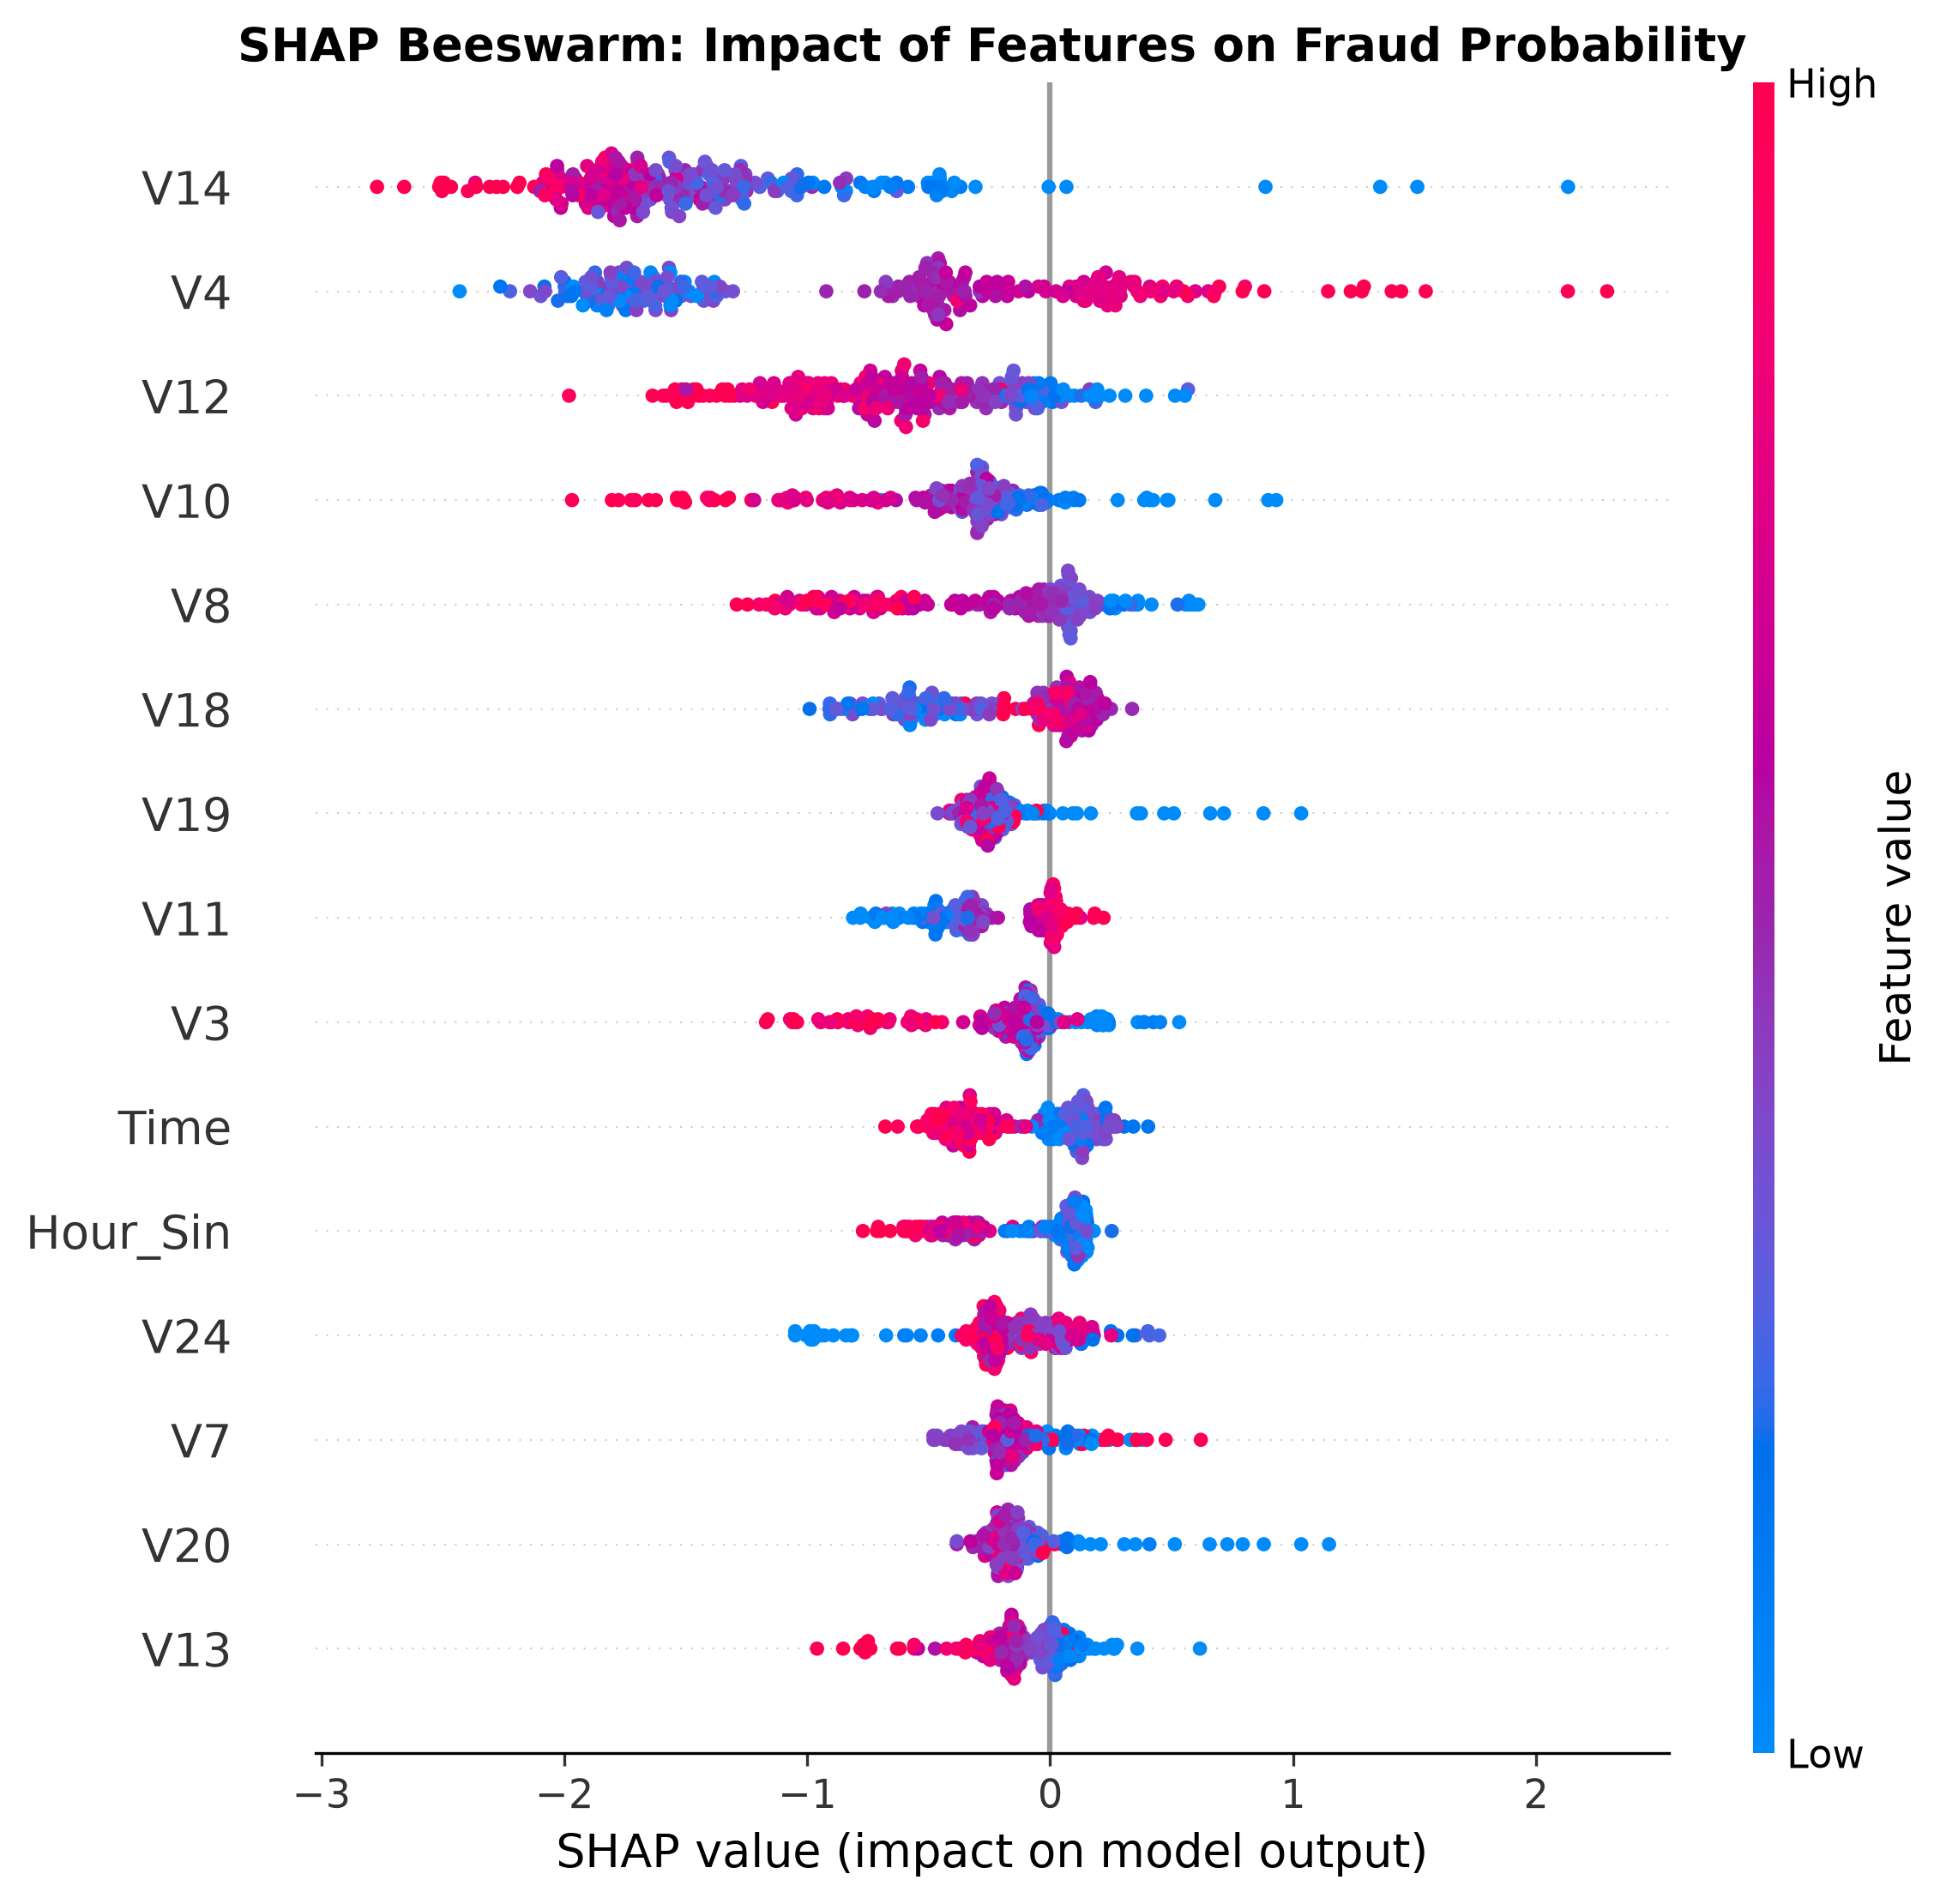 SHAP Beeswarm: Impact of Features on Fraud Probability
High
V14
V4
V12
V10
V8
V18
V19
V11
V3
Time
Hour_Sin
V24
V7
V20
V13
Feature value
Low
−3 −2 −1 0 1 2
SHAP value (impact on model output)